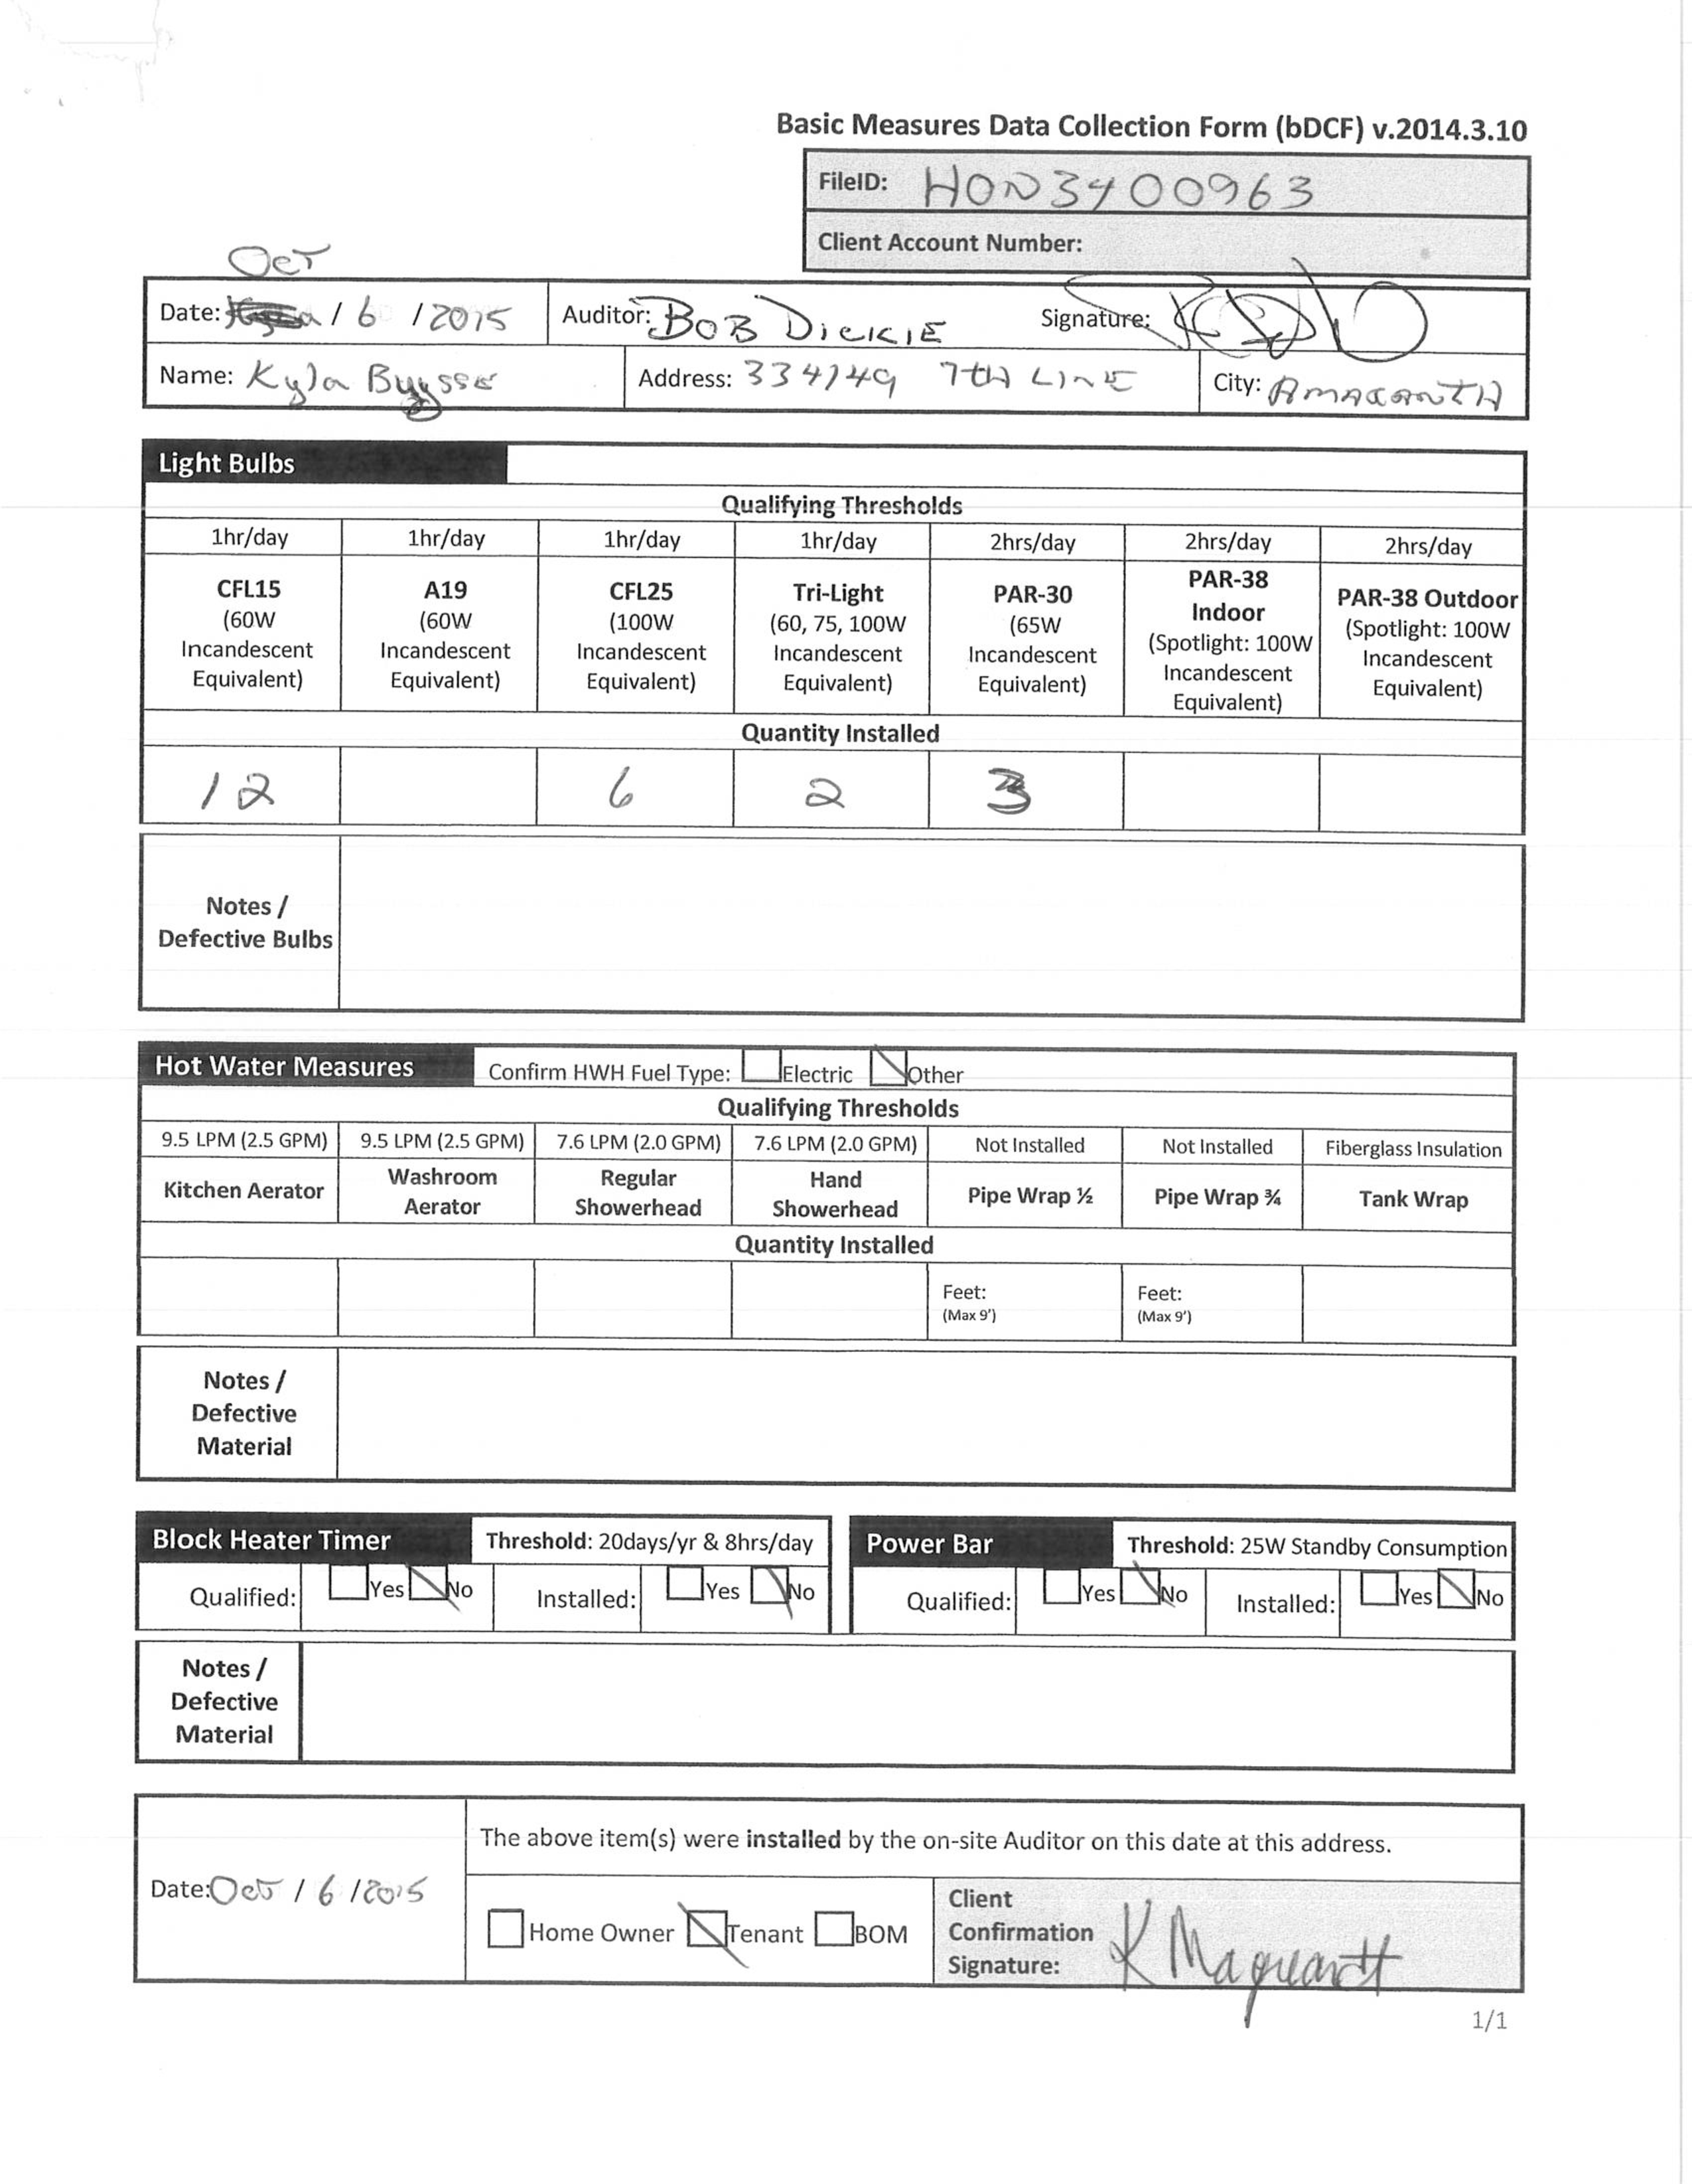 Basic Measures Data Collection Form (bDCF) v.2014.3.10
FileID: HON3400963
Client Account Number:
Oct
Date: / 6 / 2015 Auditor: BOB DICKIE Signature:
Name: Kyla Buysse Address: 334149 7TH LINE City: AMARANTH
Light Bulbs
Qualifying Thresholds
1hr/day 1hr/day 1hr/day 1hr/day 2hrs/day 2hrs/day 2hrs/day
CFL15 (60W Incandescent Equivalent) A19 (60W Incandescent Equivalent) CFL25 (100W Incandescent Equivalent) Tri-Light (60, 75, 100W Incandescent Equivalent) PAR-30 (65W Incandescent Equivalent) PAR-38 Indoor (Spotlight: 100W Incandescent Equivalent) PAR-38 Outdoor (Spotlight: 100W Incandescent Equivalent)
Quantity Installed
12 6 2 3
Notes /
Defective Bulbs
Hot Water Measures Confirm HWH Fuel Type: Electric Other
Qualifying Thresholds
9.5 LPM (2.5 GPM) 9.5 LPM (2.5 GPM) 7.6 LPM (2.0 GPM) 7.6 LPM (2.0 GPM) Not Installed Not Installed Fiberglass Insulation
Kitchen Aerator Washroom Aerator Regular Showerhead Hand Showerhead Pipe Wrap ½ Pipe Wrap ¾ Tank Wrap
Quantity Installed
Feet: (Max 9') Feet: (Max 9')
Notes /
Defective
Material
Block Heater Timer Threshold: 20days/yr & 8hrs/day Power Bar Threshold: 25W Standby Consumption
Qualified: Yes No Installed: Yes No Qualified: Yes No Installed: Yes No
Notes /
Defective
Material
The above item(s) were installed by the on-site Auditor on this date at this address.
Date: Oct / 6 / 2015
Home Owner Tenant BOM
Client
Confirmation
Signature: K Maqueardt
1/1